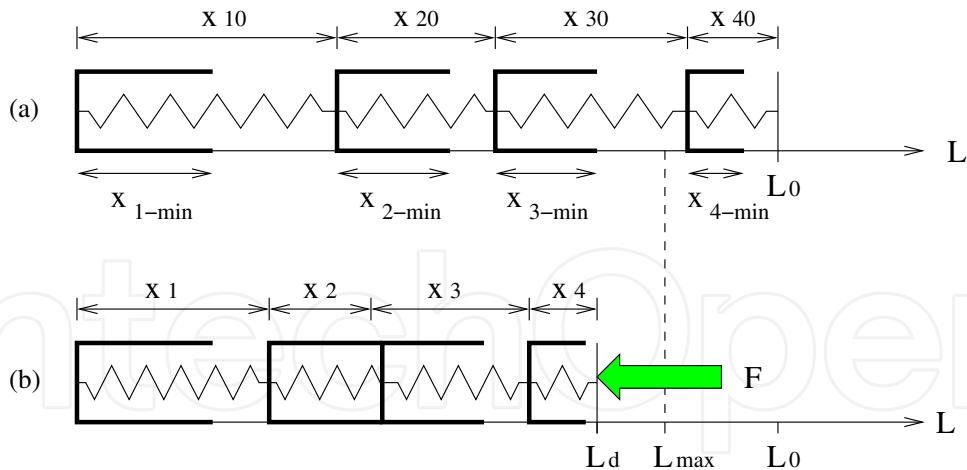 x 10 x 20 x 30 x 40
(a)
L
x 1-min x 2-min x 3-min x 4-min L0
x 1 x 2 x 3 x 4
(b) F
L
Ld Lmax L0
IntechOpen